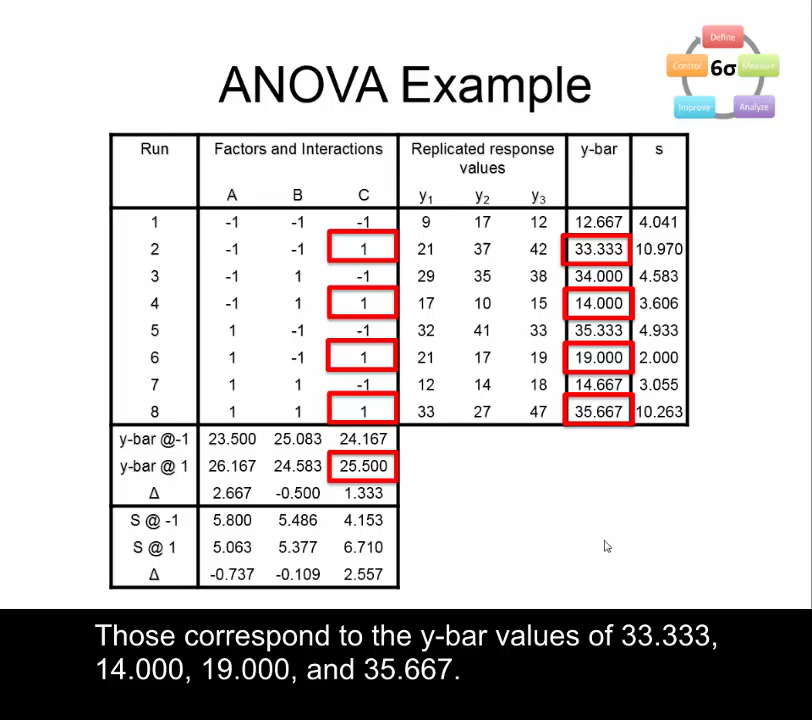 ANOVA Example
Define
Control 6σ Measure
Improve Analyze
Run Factors and Interactions Replicated response values y-bar s
A B C y1 y2 y3
1 -1 -1 -1 9 17 12 12.667 4.041
2 -1 -1 1 21 37 42 33.333 10.970
3 -1 1 -1 29 35 38 34.000 4.583
4 -1 1 1 17 10 15 14.000 3.606
5 1 -1 -1 32 41 33 35.333 4.933
6 1 -1 1 21 17 19 19.000 2.000
7 1 1 -1 12 14 18 14.667 3.055
8 1 1 1 33 27 47 35.667 10.263
y-bar @-1 23.500 25.083 24.167
y-bar @ 1 26.167 24.583 25.500
Δ 2.667 -0.500 1.333
S @ -1 5.800 5.486 4.153
S @ 1 5.063 5.377 6.710
Δ -0.737 -0.109 2.557
Those correspond to the y-bar values of 33.333,
14.000, 19.000, and 35.667.